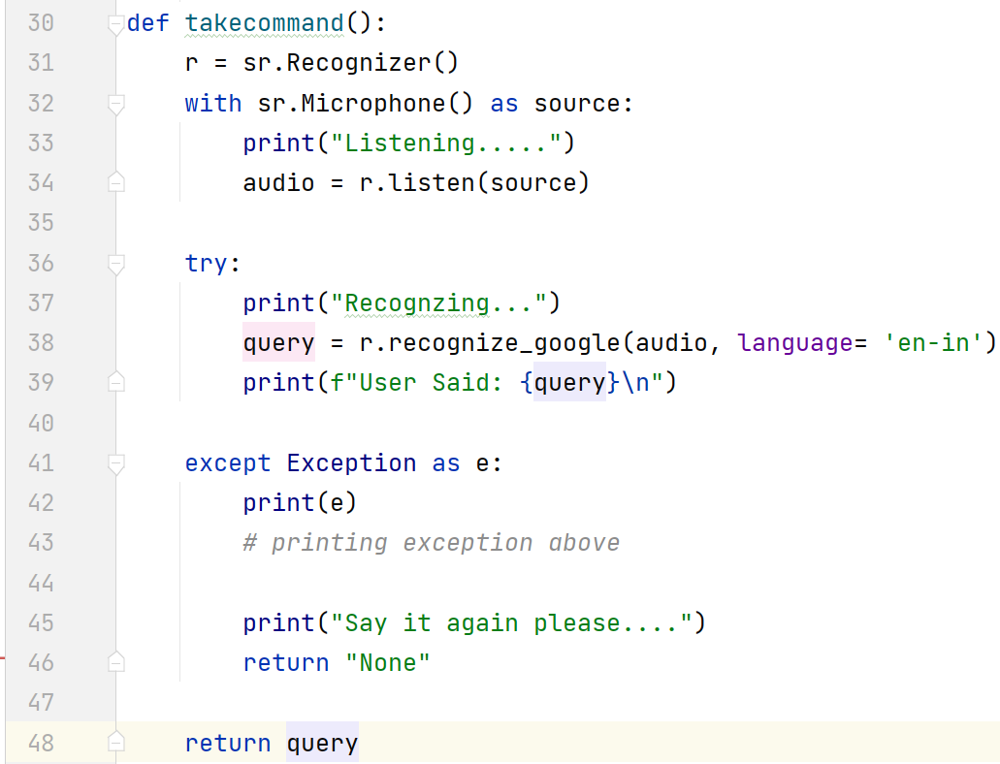 30 def takecommand():
31     r = sr.Recognizer()
32     with sr.Microphone() as source:
33         print("Listening.....")
34         audio = r.listen(source)
35
36     try:
37         print("Recognzing...")
38         query = r.recognize_google(audio, language= 'en-in')
39         print(f"User Said: {query}\n")
40
41     except Exception as e:
42         print(e)
43         # printing exception above
44
45         print("Say it again please....")
46         return "None"
47
48     return query